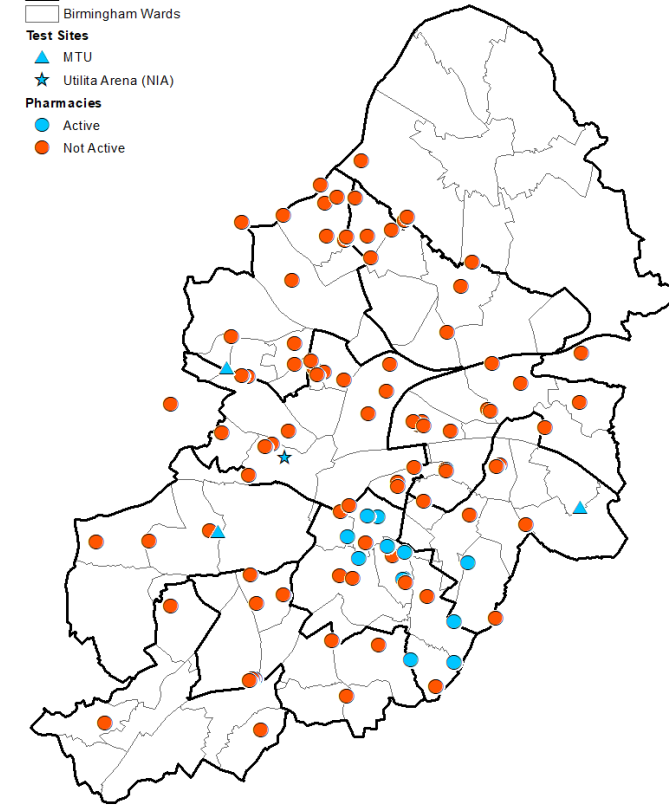 Birmingham Wards
Test Sites
MTU
Utilita Arena (NIA)
Pharmacies
Active
Not Active